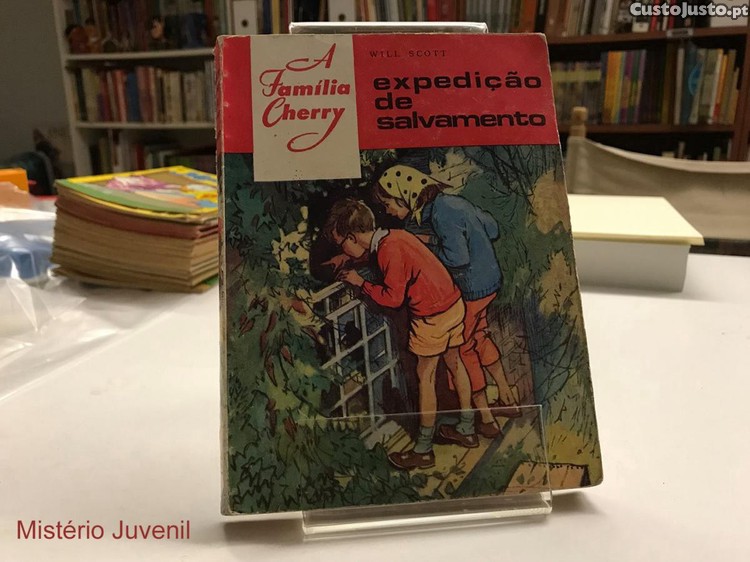 CustoJusto.pt
A
Família
Cherry
WILL SCOTT
expedição
de
salvamento
Mistério Juvenil